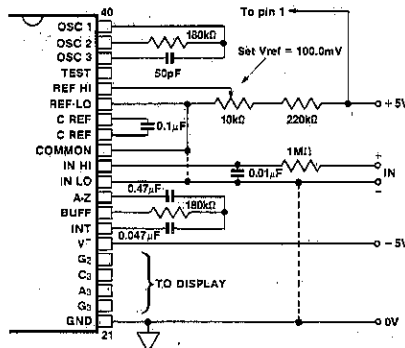 40
To pin 1
OSC 1
180kΩ
OSC 2
OSC 3
50pF
TEST
Set Vref = 100.0mV
REF HI
REF LO
+5V
10kΩ
220kΩ
C REF
0.1µF
C REF
COMMON
1MΩ
+
IN HI
0.01µF
IN
IN LO
−
0.47µF
A-Z
180kΩ
BUFF
INT
0.047µF
V−
−5V
G2
C3
TO DISPLAY
A3
G3
GND
0V
21